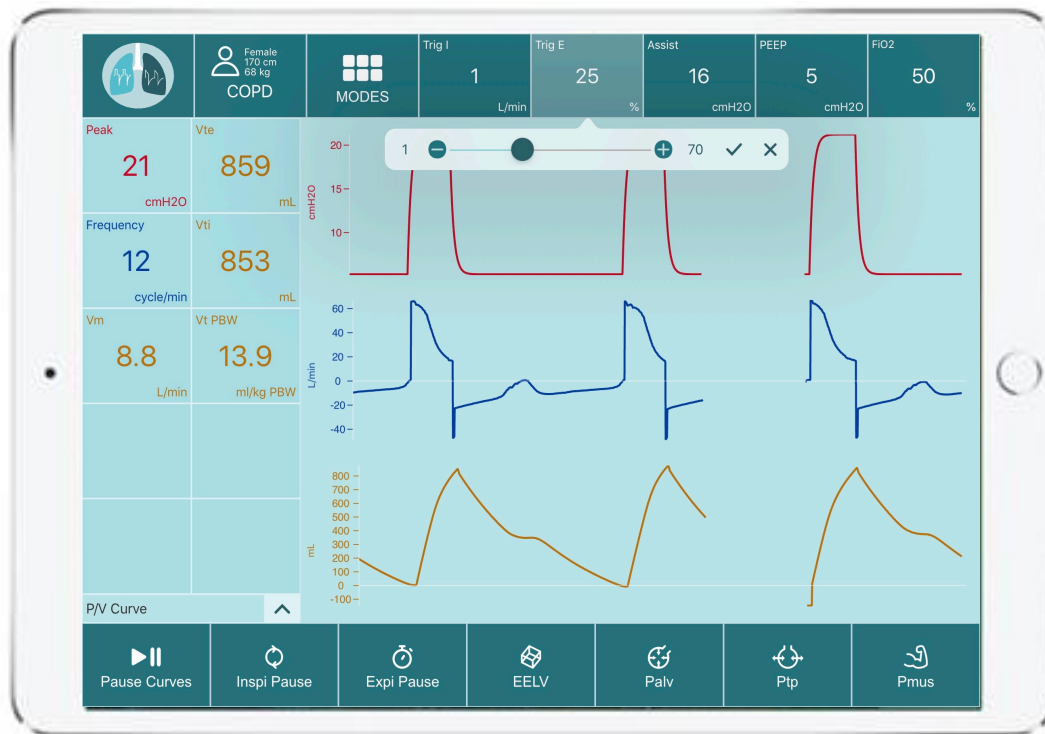 Female
170 cm
68 kg
COPD
MODES
Trig I
1
L/min
Trig E
25
%
Assist
16
cmH2O
PEEP
5
cmH2O
FiO2
50
%
1
70
Peak
21
cmH2O
Vte
859
mL
Frequency
12
cycle/min
Vti
853
mL
Vm
8.8
L/min
Vt PBW
13.9
ml/kg PBW
P/V Curve
20
15
10
cmH2O
60
40
20
0
-20
-40
L/min
800
700
600
500
400
300
200
100
0
-100
mL
Pause Curves
Inspi Pause
Expi Pause
EELV
Palv
Ptp
Pmus